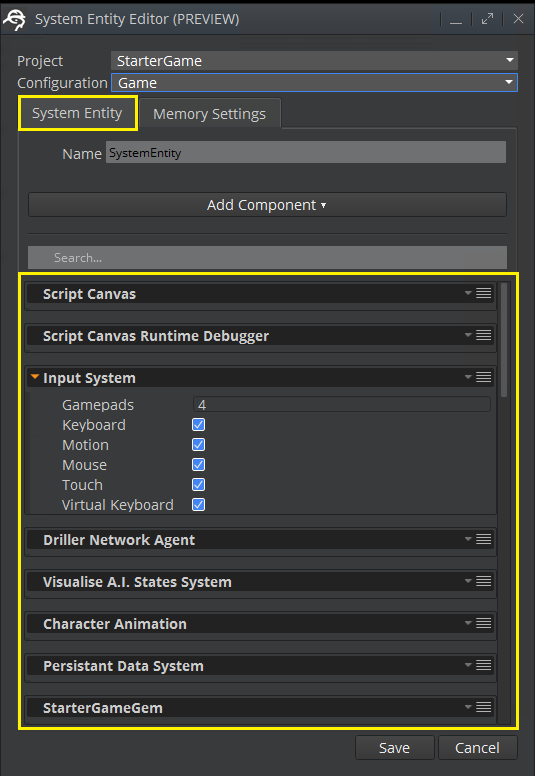 System Entity Editor (PREVIEW)
Project StarterGame
Configuration Game
System Entity Memory Settings
Name SystemEntity
Add Component
Search...
Script Canvas
Script Canvas Runtime Debugger
Input System
Gamepads 4
Keyboard
Motion
Mouse
Touch
Virtual Keyboard
Driller Network Agent
Visualise A.I. States System
Character Animation
Persistant Data System
StarterGameGem
Save Cancel